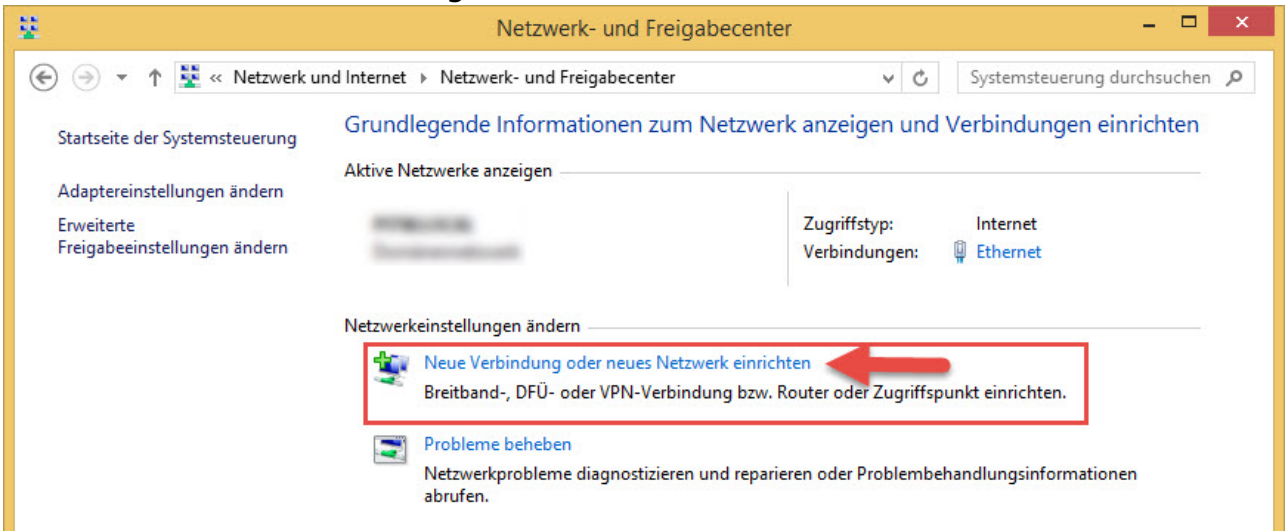 Netzwerk- und Freigabecenter
« Netzwerk und Internet ▸ Netzwerk- und Freigabecenter
Systemsteuerung durchsuchen
Startseite der Systemsteuerung
Adaptereinstellungen ändern
Erweiterte
Freigabeeinstellungen ändern
Grundlegende Informationen zum Netzwerk anzeigen und Verbindungen einrichten
Aktive Netzwerke anzeigen
Zugriffstyp: Internet
Verbindungen: Ethernet
Netzwerkeinstellungen ändern
Neue Verbindung oder neues Netzwerk einrichten
Breitband-, DFÜ- oder VPN-Verbindung bzw. Router oder Zugriffspunkt einrichten.
Probleme beheben
Netzwerkprobleme diagnostizieren und reparieren oder Problembehandlungsinformationen
abrufen.